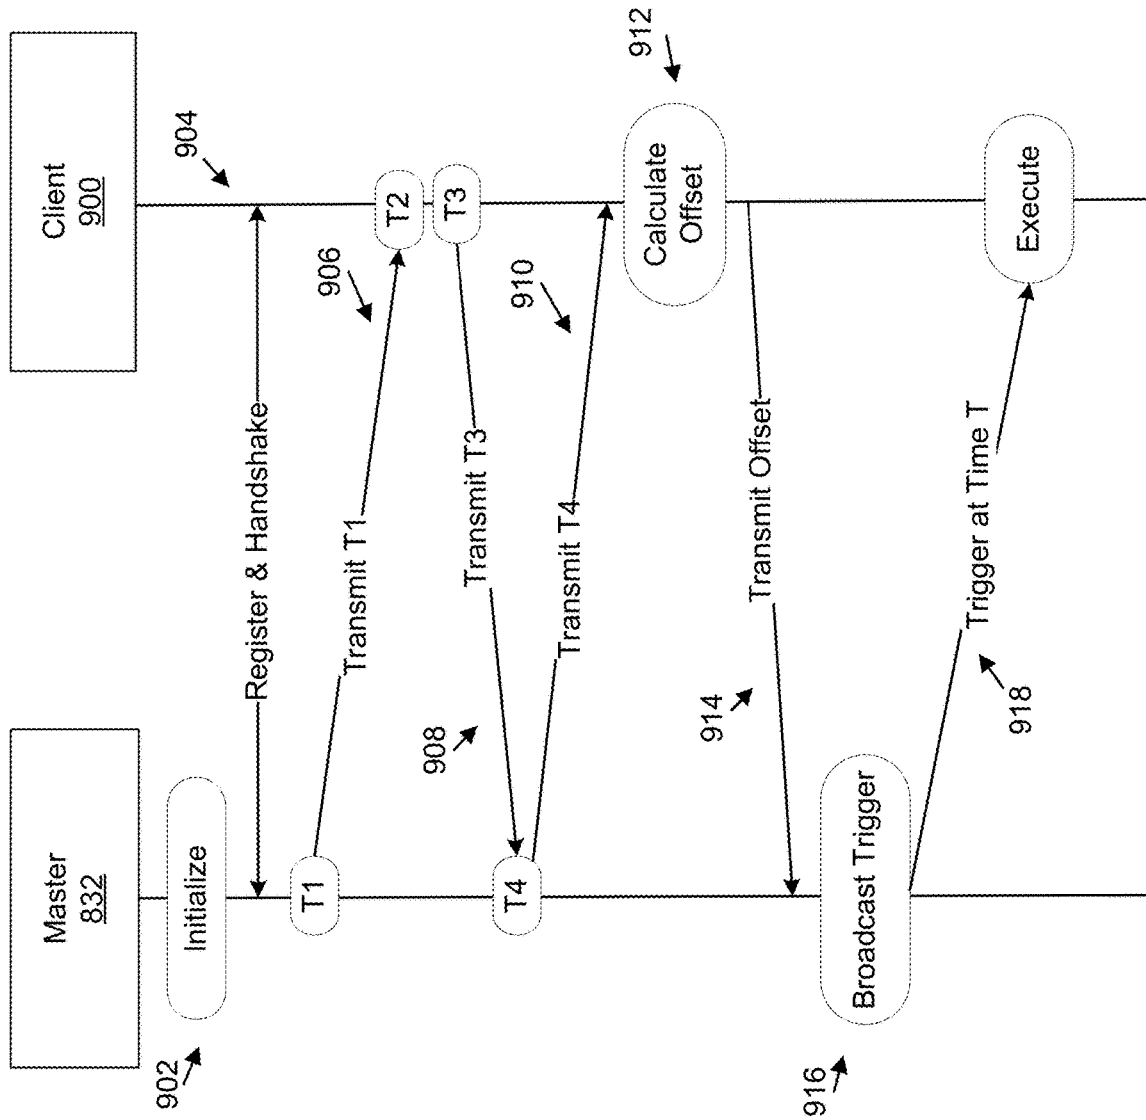 Master
832
Client
900
902
Initialize
904
Register & Handshake
T1
906
Transmit T1
T2
T3
908
Transmit T3
T4
910
Transmit T4
912
Calculate
Offset
914
Transmit Offset
916
Broadcast Trigger
918
Trigger at Time T
Execute